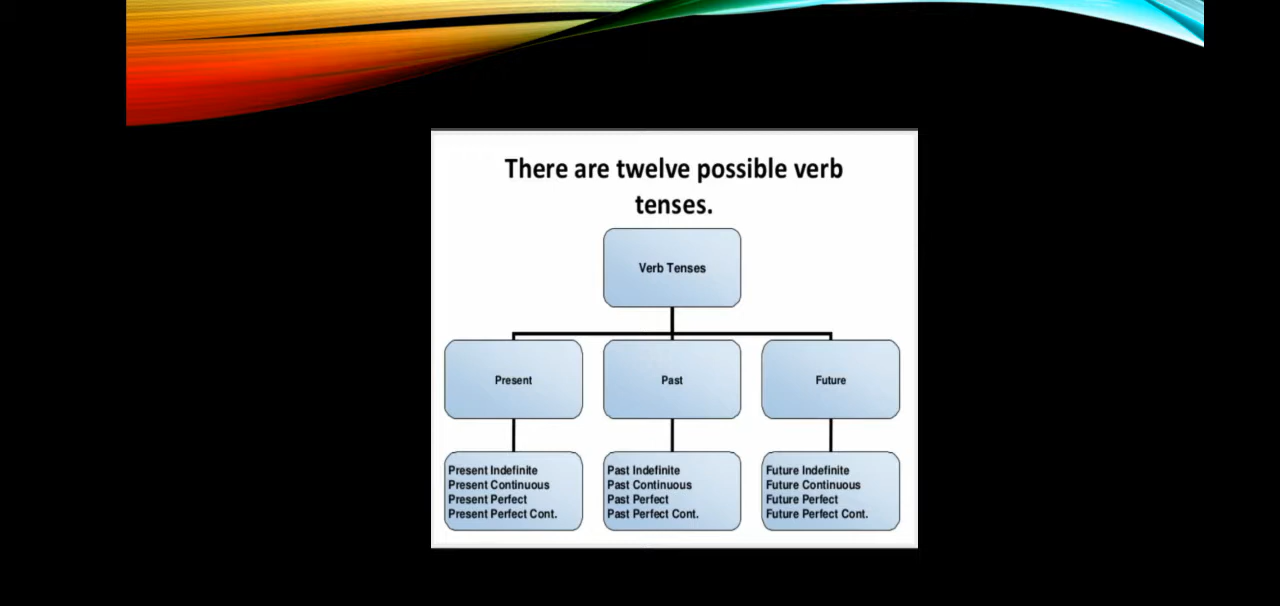 There are twelve possible verb
tenses.
Verb Tenses
Present
Past
Future
Present Indefinite
Present Continuous
Present Perfect
Present Perfect Cont.
Past Indefinite
Past Continuous
Past Perfect
Past Perfect Cont.
Future Indefinite
Future Continuous
Future Perfect
Future Perfect Cont.